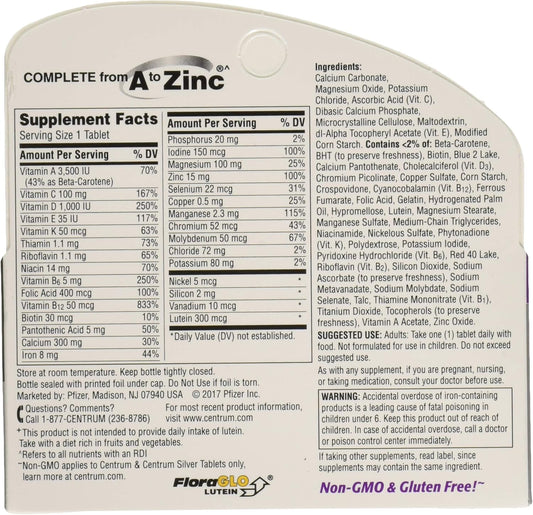 COMPLETE from A to Zinc®^
Supplement Facts
Serving Size 1 Tablet
Amount Per Serving % DV
Vitamin A 3,500 IU 70%
(43% as Beta-Carotene)
Vitamin C 100 mg 167%
Vitamin D 1,000 IU 250%
Vitamin E 35 IU 117%
Vitamin K 50 mcg 63%
Thiamin 1.1 mg 73%
Riboflavin 1.1 mg 65%
Niacin 14 mg 70%
Vitamin B6 5 mg 250%
Folic Acid 400 mcg 100%
Vitamin B12 50 mcg 833%
Biotin 30 mcg 10%
Pantothenic Acid 5 mg 50%
Calcium 300 mg 30%
Iron 8 mg 44%
Amount Per Serving % DV
Phosphorus 20 mg 2%
Iodine 150 mcg 100%
Magnesium 100 mg 25%
Zinc 15 mg 100%
Selenium 22 mcg 31%
Copper 0.5 mg 25%
Manganese 2.3 mg 115%
Chromium 52 mcg 43%
Molybdenum 50 mcg 67%
Chloride 72 mg 2%
Potassium 80 mg 2%
Nickel 5 mcg *
Silicon 2 mg *
Vanadium 10 mcg *
Lutein 300 mcg *
*Daily Value (DV) not established.
Store at room temperature. Keep bottle tightly closed.
Bottle sealed with printed foil under cap. Do Not Use if foil is torn.
Marketed by: Pfizer, Madison, NJ 07940 USA © 2017 Pfizer Inc.
Questions? Comments?
Call 1-877-CENTRUM (236-8786)
For most recent product information,
visit www.centrum.com
+This product is not intended to provide daily intake of lutein.
Take with a diet rich in fruits and vegetables.
^Refers to all nutrients with an RDI
~Non-GMO applies to Centrum & Centrum Silver Tablets only,
learn more at centrum.com.
FloraGLO®
LUTEIN
Ingredients:
Calcium Carbonate,
Magnesium Oxide, Potassium
Chloride, Ascorbic Acid (Vit. C),
Dibasic Calcium Phosphate,
Microcrystalline Cellulose, Maltodextrin,
dl-Alpha Tocopheryl Acetate (Vit. E), Modified
Corn Starch. Contains <2% of: Beta-Carotene,
BHT (to preserve freshness), Biotin, Blue 2 Lake,
Calcium Pantothenate, Cholecalciferol (Vit. D3),
Chromium Picolinate, Copper Sulfate, Corn Starch,
Crospovidone, Cyanocobalamin (Vit. B12), Ferrous
Fumarate, Folic Acid, Gelatin, Hydrogenated Palm
Oil, Hypromellose, Lutein, Magnesium Stearate,
Manganese Sulfate, Medium-Chain Triglycerides,
Niacinamide, Nickelous Sulfate, Phytonadione
(Vit. K), Polydextrose, Potassium Iodide,
Pyridoxine Hydrochloride (Vit. B6), Red 40 Lake,
Riboflavin (Vit. B2), Silicon Dioxide, Sodium
Ascorbate (to preserve freshness), Sodium
Metavanadate, Sodium Molybdate, Sodium
Selenate, Talc, Thiamine Mononitrate (Vit. B1),
Titanium Dioxide, Tocopherols (to preserve
freshness), Vitamin A Acetate, Zinc Oxide.
SUGGESTED USE: Adults: Take one (1) tablet daily with
food. Not formulated for use in children. Do not exceed
suggested use.
As with any supplement, if you are pregnant, nursing,
or taking medication, consult your doctor before use.
WARNING: Accidental overdose of iron-containing
products is a leading cause of fatal poisoning in
children under 6. Keep this product out of reach of
children. In case of accidental overdose, call a doctor
or poison control center immediately.
If taking other supplements, read label, since
supplements may contain the same ingredient.
Non-GMO & Gluten Free!~